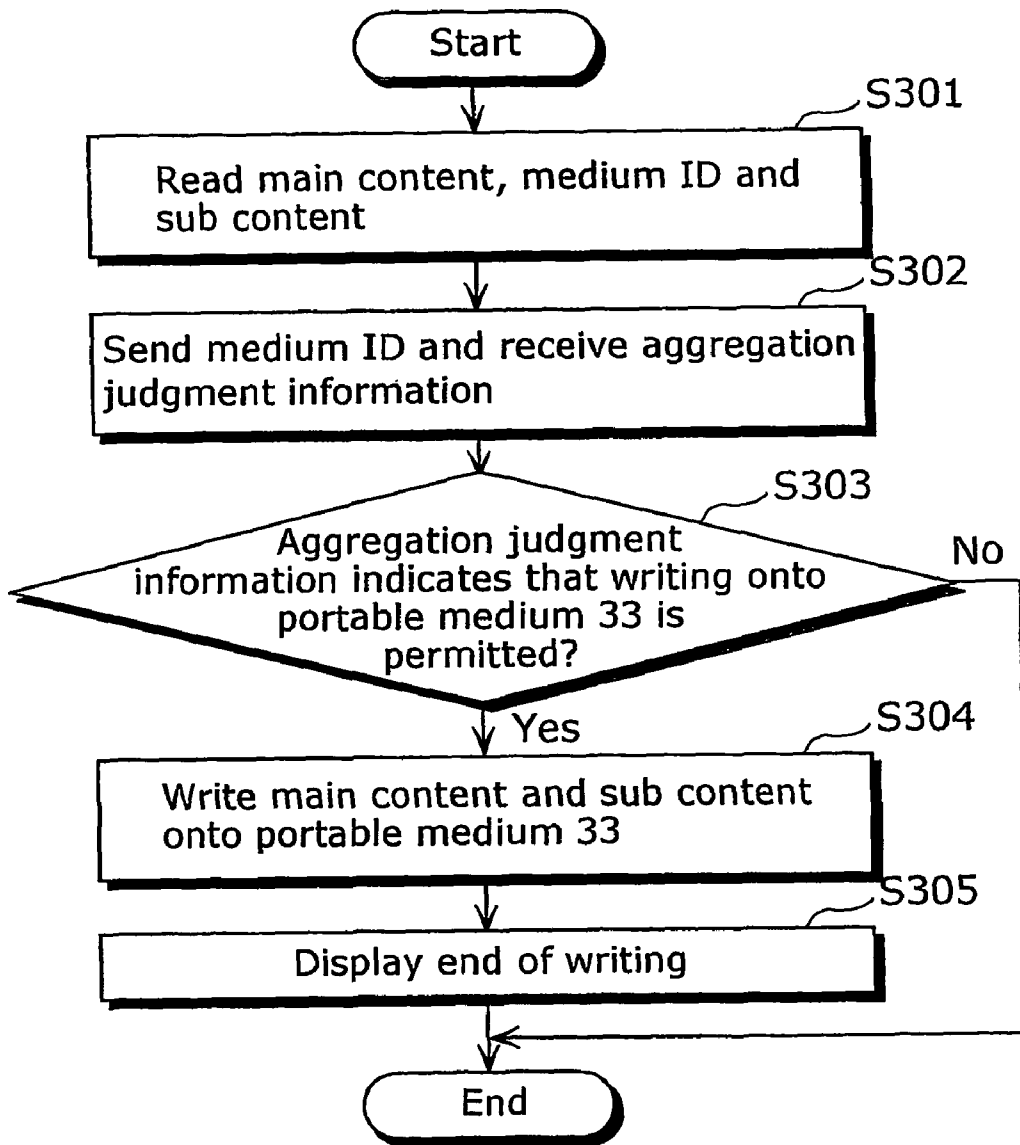 Start
S301
Read main content, medium ID and
sub content
S302
Send medium ID and receive aggregation
judgment information
S303
Aggregation judgment
information indicates that writing onto
portable medium 33 is
permitted?
No
Yes
S304
Write main content and sub content
onto portable medium 33
S305
Display end of writing
End